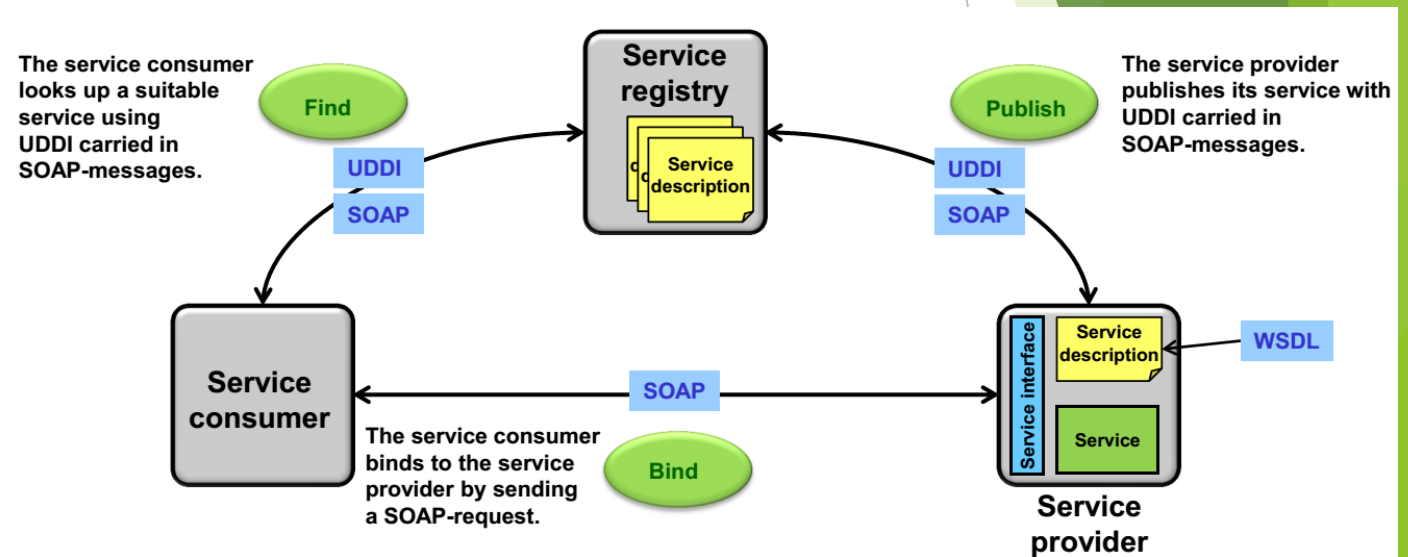 The service consumer
looks up a suitable
service using
UDDI carried in
SOAP-messages.
Find
UDDI
SOAP
Service
registry
Service
description
Publish
The service provider
publishes its service with
UDDI carried in
SOAP-messages.
UDDI
SOAP
Service
consumer
SOAP
The service consumer
binds to the service
provider by sending
a SOAP-request.
Bind
Service interface
Service
description
Service
WSDL
Service
provider